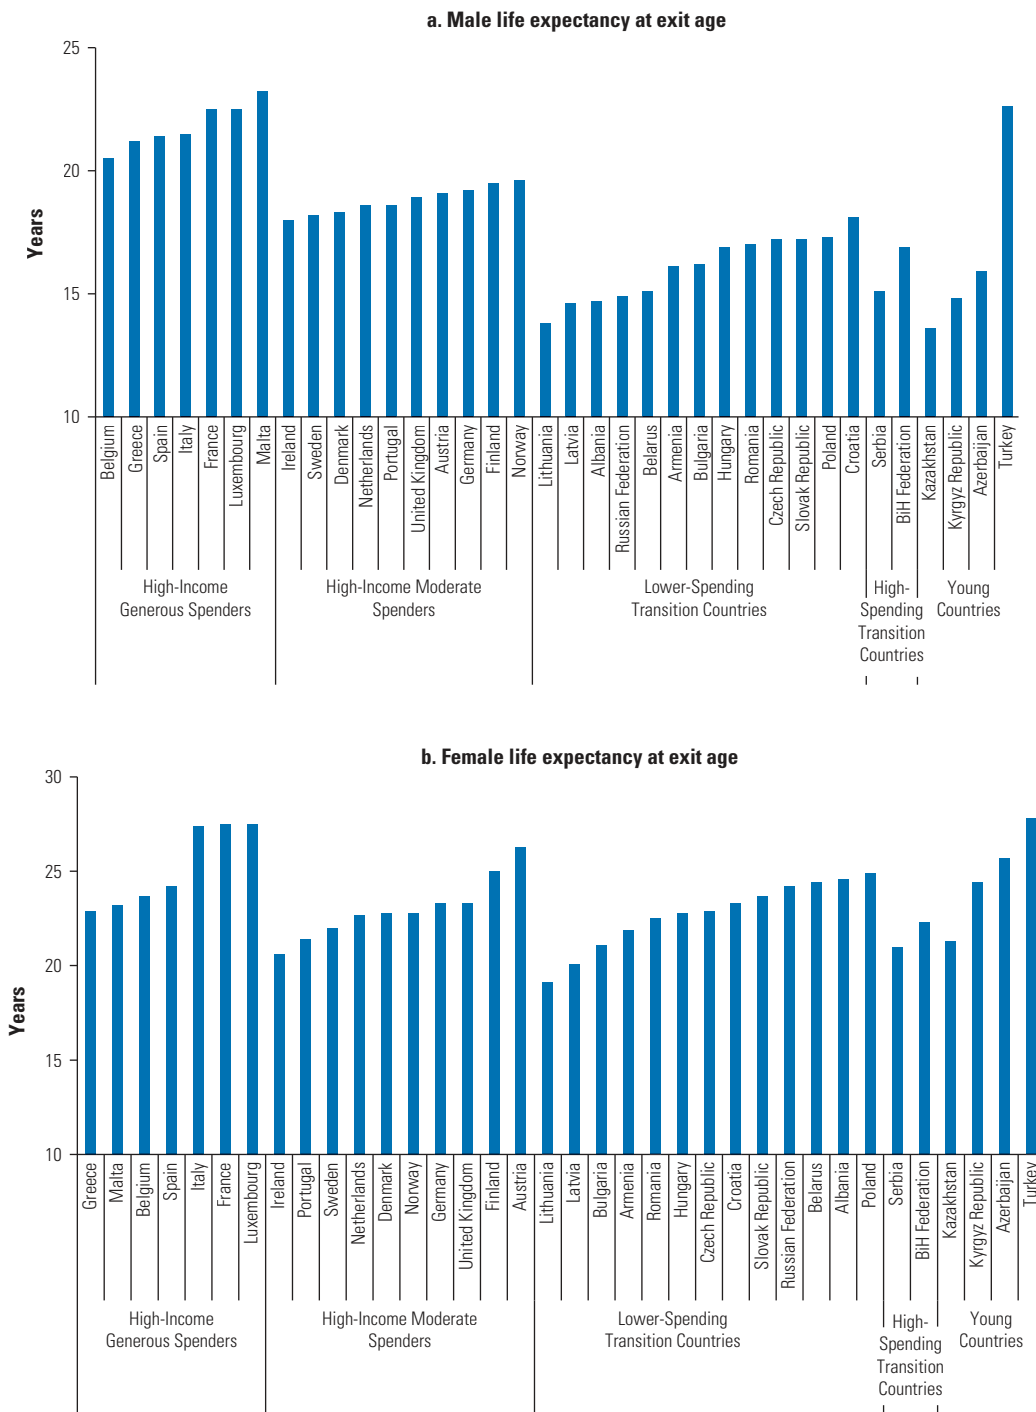 a. Male life expectancy at exit age
25
20
15
10
Years
Belgium
Greece
Spain
Italy
France
Luxembourg
Malta
Ireland
Sweden
Denmark
Netherlands
Portugal
United Kingdom
Austria
Germany
Finland
Norway
Lithuania
Latvia
Albania
Russian Federation
Belarus
Armenia
Bulgaria
Hungary
Romania
Czech Republic
Slovak Republic
Poland
Croatia
Serbia
BiH Federation
Kazakhstan
Kyrgyz Republic
Azerbaijan
Turkey
High-Income
Generous Spenders
High-Income Moderate
Spenders
Lower-Spending
Transition Countries
High-
Spending
Transition
Countries
Young
Countries
b. Female life expectancy at exit age
30
25
20
15
10
Years
Greece
Malta
Belgium
Spain
Italy
France
Luxembourg
Ireland
Portugal
Sweden
Netherlands
Denmark
Norway
Germany
United Kingdom
Finland
Austria
Lithuania
Latvia
Bulgaria
Armenia
Romania
Hungary
Czech Republic
Croatia
Slovak Republic
Russian Federation
Belarus
Albania
Poland
Serbia
BiH Federation
Kazakhstan
Kyrgyz Republic
Azerbaijan
Turkey
High-Income
Generous Spenders
High-Income Moderate
Spenders
Lower-Spending
Transition Countries
High-
Spending
Transition
Countries
Young
Countries